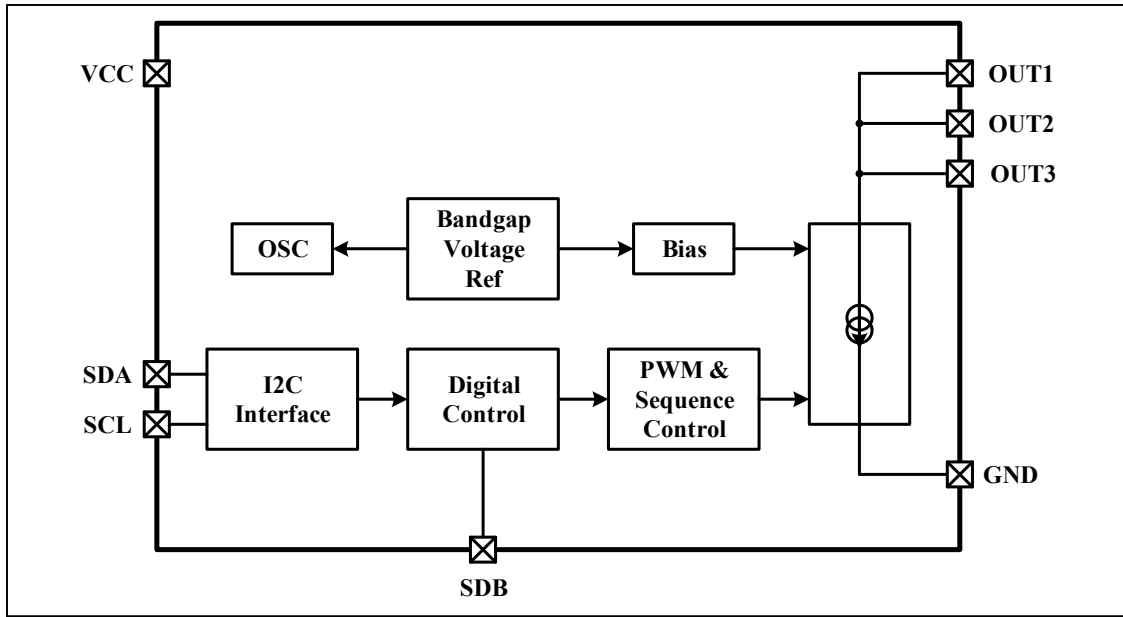 VCC
OUT1
OUT2
OUT3
OSC
Bandgap
Voltage
Ref
Bias
SDA
SCL
I2C
Interface
Digital
Control
PWM &
Sequence
Control
GND
SDB